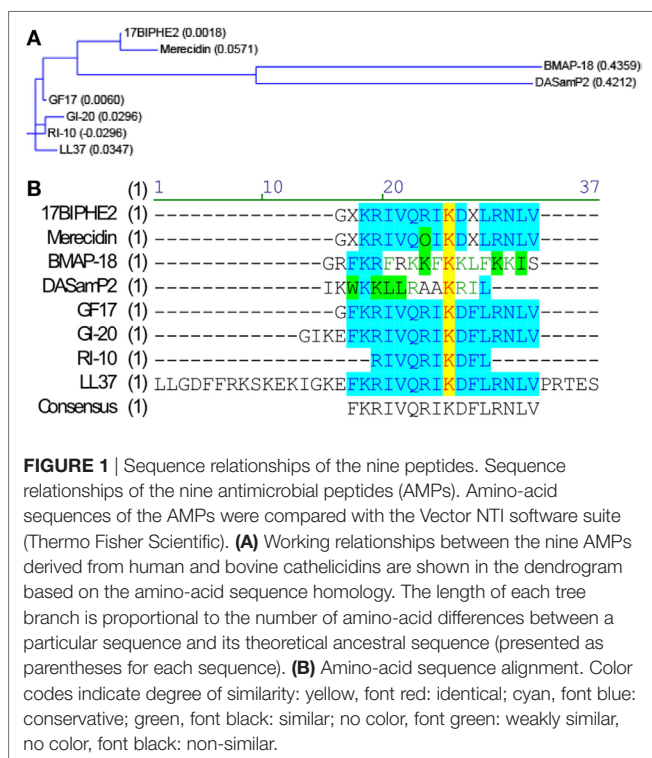 A
17BIPHE2 (0.0018)
Merecidin (0.0571)
BMAP-18 (0.4359)
DASamP2 (0.4212)
GF17 (0.0060)
GI-20 (0.0296)
RI-10 (-0.0296)
LL37 (0.0347)
B
(1) 1 10 20 37
17BIPHE2 (1) ---------------GXKRIVQRIKDXLRNLV-----
Merecidin (1) ---------------GXKRIVQOIKDXLRNLV-----
BMAP-18 (1) --------------GRFKRFRKKFKKLFKKIS-----
DASamP2 (1) --------------IKWKKLLRAAKRIL---------
GF17 (1) ---------------GFKRIVQRIKDFLRNLV-----
GI-20 (1) ------------GIKEFKRIVQRIKDFLRNLV-----
RI-10 (1) ------------------RIVQRIKDFL---------
LL37 (1) LLGDFFRKSKEKIGKEFKRIVQRIKDFLRNLVPRTES
Consensus (1) FKRIVQRIKDFLRNLV
FIGURE 1 | Sequence relationships of the nine peptides. Sequence
relationships of the nine antimicrobial peptides (AMPs). Amino-acid
sequences of the AMPs were compared with the Vector NTI software suite
(Thermo Fisher Scientific). (A) Working relationships between the nine AMPs
derived from human and bovine cathelicidins are shown in the dendrogram
based on the amino-acid sequence homology. The length of each tree
branch is proportional to the number of amino-acid differences between a
particular sequence and its theoretical ancestral sequence (presented as
parentheses for each sequence). (B) Amino-acid sequence alignment. Color
codes indicate degree of similarity: yellow, font red: identical; cyan, font blue:
conservative; green, font black: similar; no color, font green: weakly similar,
no color, font black: non-similar.